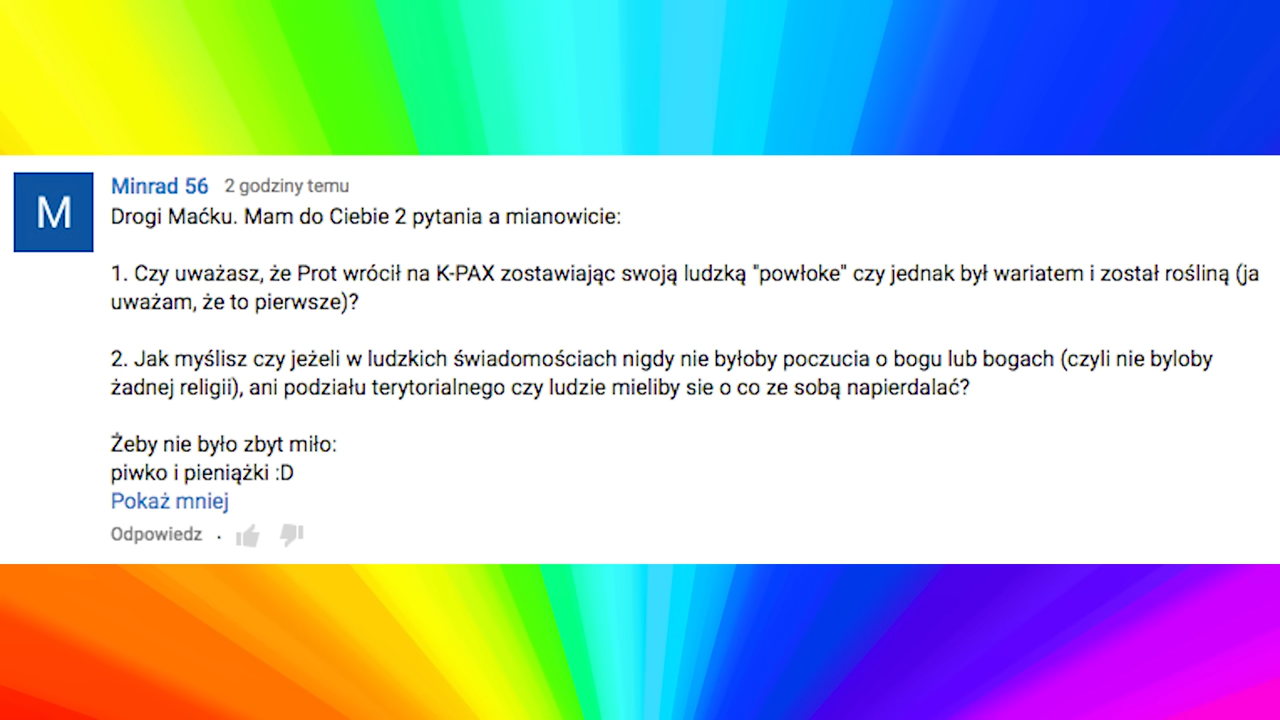 M
Minrad 56 2 godziny temu
Drogi Maćku. Mam do Ciebie 2 pytania a mianowicie:
1. Czy uważasz, że Prot wrócił na K-PAX zostawiając swoją ludzką "powłoke" czy jednak był wariatem i został rośliną (ja
uważam, że to pierwsze)?
2. Jak myślisz czy jeżeli w ludzkich świadomościach nigdy nie byłoby poczucia o bogu lub bogach (czyli nie byloby
żadnej religii), ani podziału terytorialnego czy ludzie mieliby sie o co ze sobą napierdalać?
Żeby nie było zbyt miło:
piwko i pieniążki :D
Pokaż mniej
Odpowiedz ·